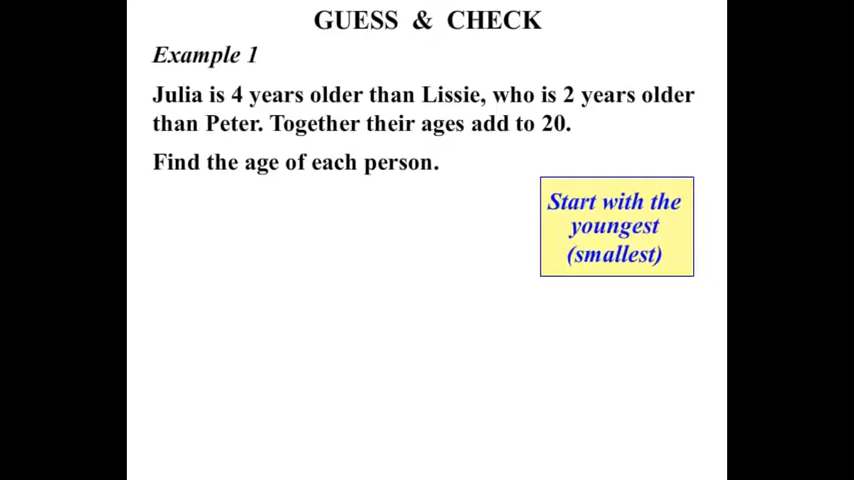 GUESS & CHECK
Example 1
Julia is 4 years older than Lissie, who is 2 years older
than Peter. Together their ages add to 20.
Find the age of each person.
Start with the
youngest
(smallest)